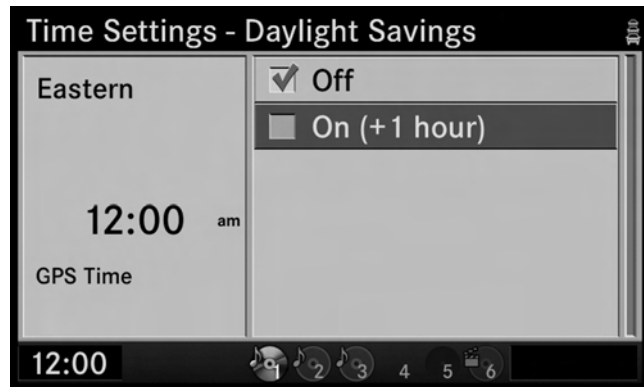 Time Settings - Daylight Savings
Eastern
12:00 am
GPS Time
Off
On (+1 hour)
12:00
1 2 3 4 5 6